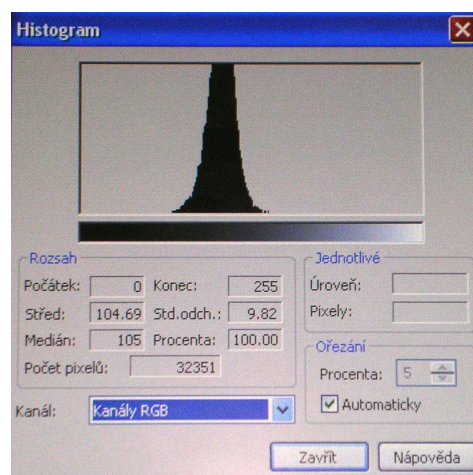 Histogram
Rozsah
Počátek: 0 Konec: 255
Střed: 104.69 Std.odch.: 9.82
Medián: 105 Procenta: 100.00
Počet pixelů: 32351
Jednotlivé
Úroveň:
Pixely:
Ořezání
Procenta: 5
Automaticky
Kanál: Kanály RGB
Zavřít Nápověda